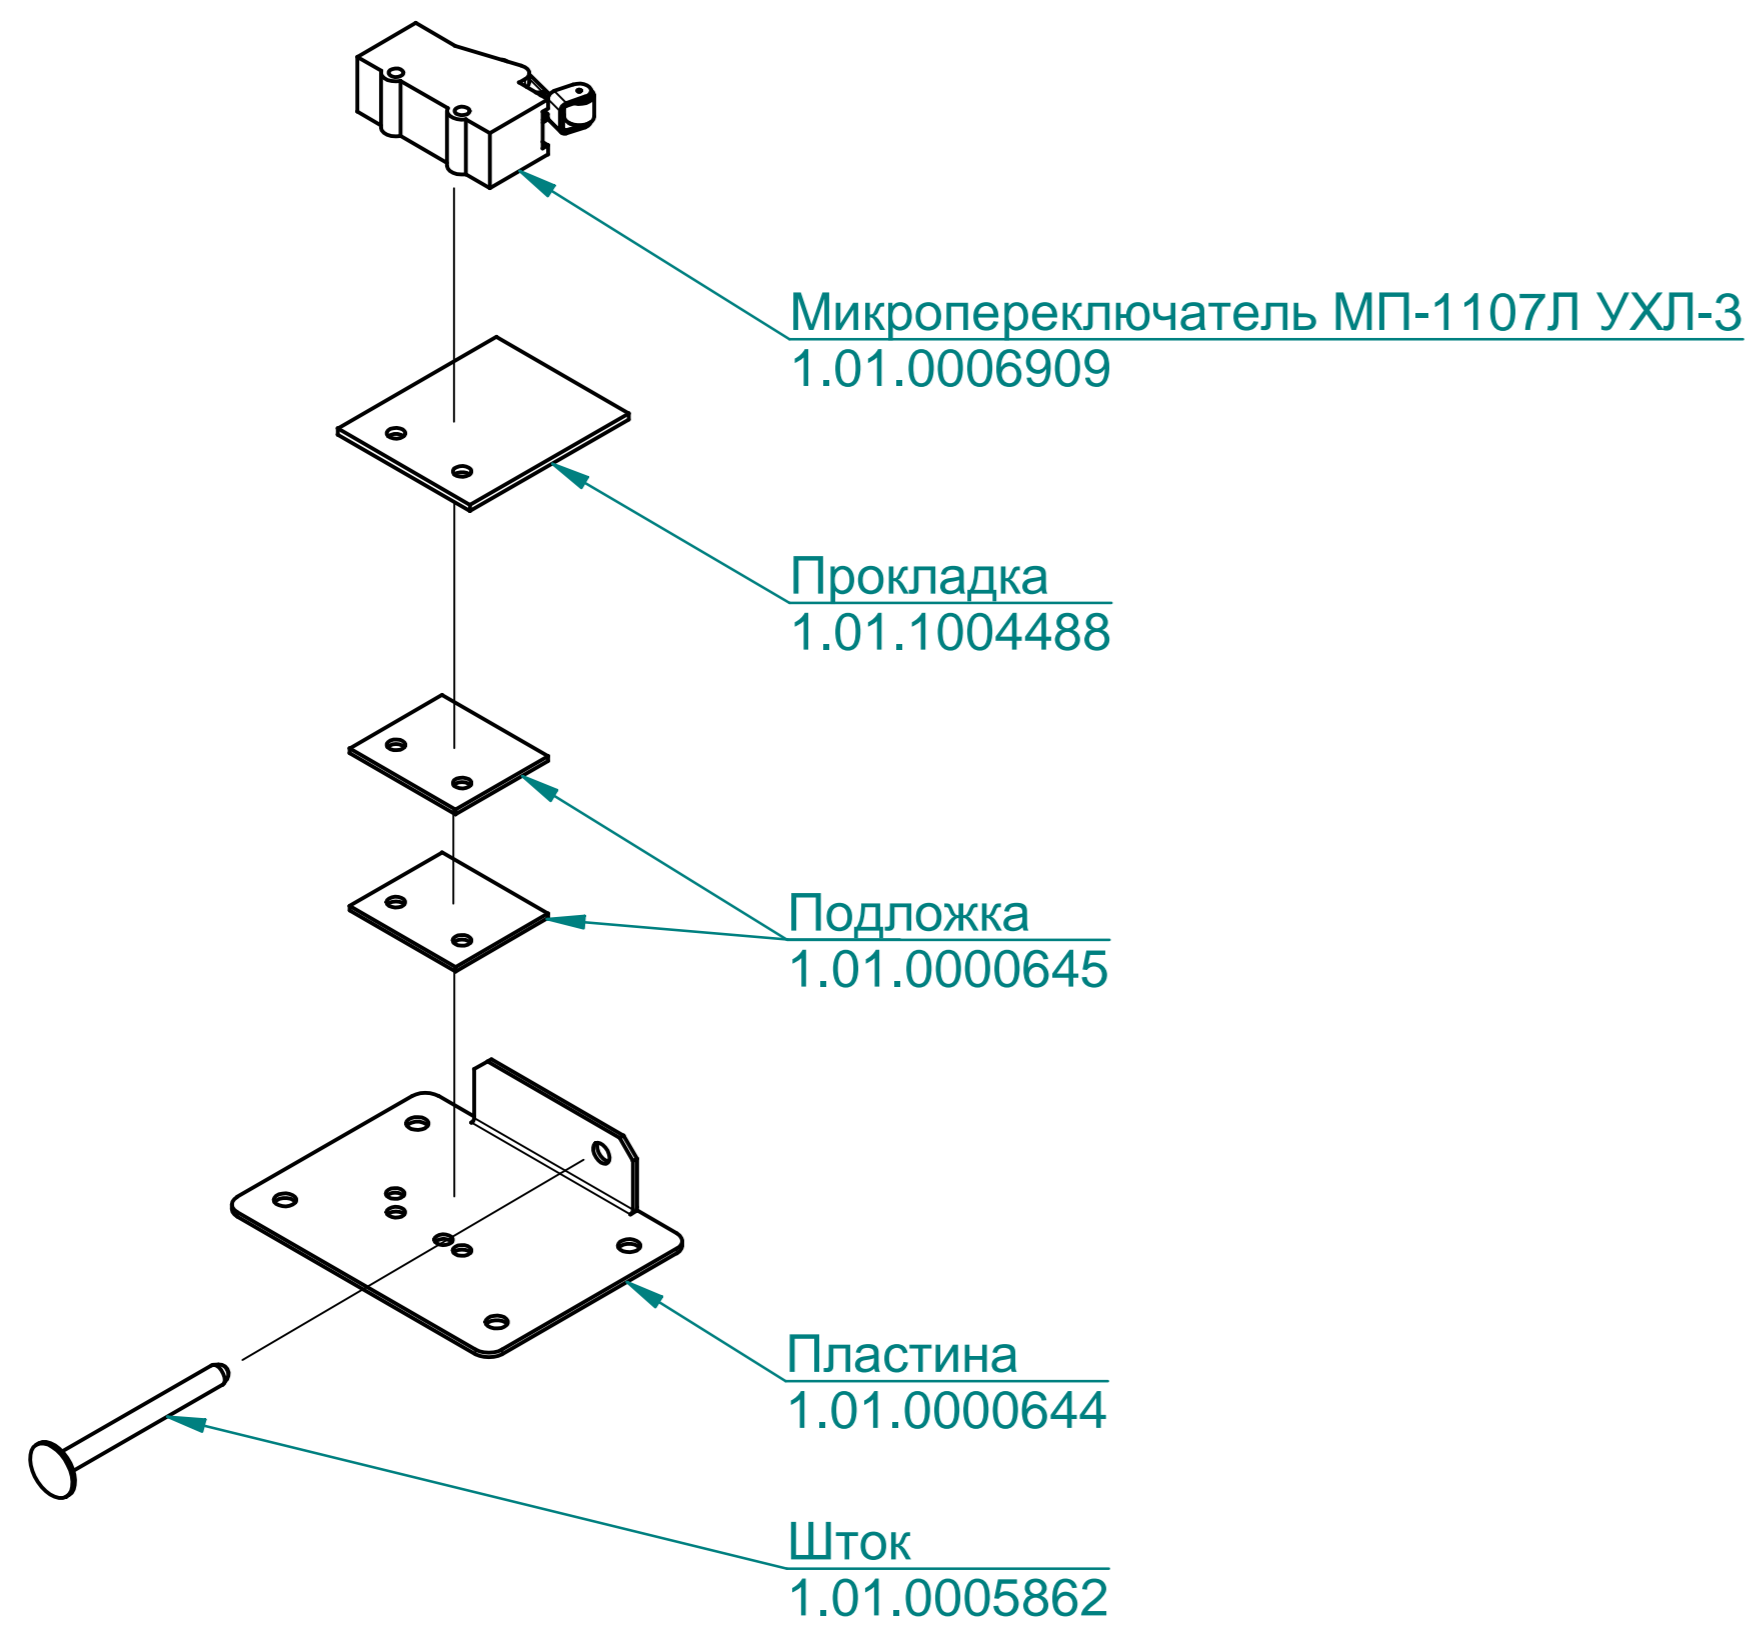 Микропереключатель МП-1107Л УХЛ-3
1.01.0006909
Прокладка
1.01.1004488
Подложка
1.01.0000645
Пластина
1.01.0000644
Шток
1.01.0005862